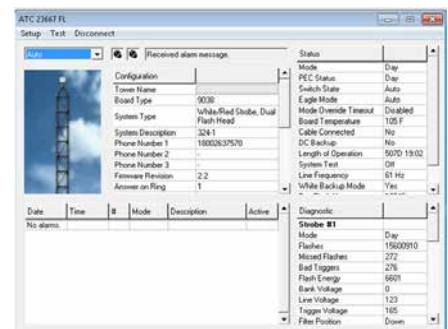 ATC 23667 FL
Setup Test Disconnect
Auto
Received alarm message.
Configuration
Tower Name
Board Type 9038
System Type White/Red Strobe, Dual Flash Head
System Description 324-1
Phone Number 1 18002637570
Phone Number 2 -
Phone Number 3 -
Firmware Revision 2.2
Answer on Ring 1
Status
Mode Day
PEC Status Day
Switch State Auto
Eagle Mode Auto
Mode Override Timeout Disabled
Board Temperature 105 F
Cable Connected No
DC Backup No
Length of Operation 507D 19:02
System Test Off
Line Frequency 61 Hz
White Backup Mode Yes
Date Time # Mode Description Active
No alarms.
Diagnostic
Strobe #1
Mode Day
Flashes 15600910
Missed Flashes 272
Bad Triggers 276
Flash Energy 6601
Bank Voltage 0
Line Voltage 123
Trigger Voltage 165
Filter Position Down